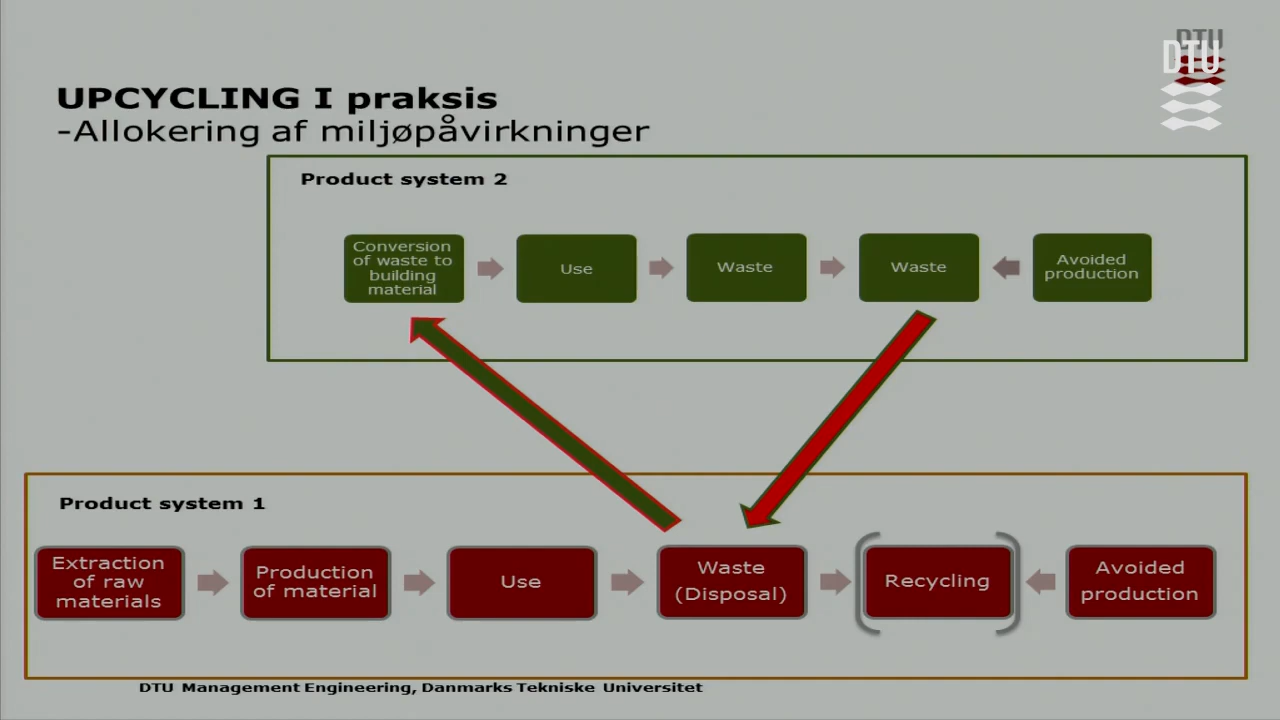 DTU
DTU
UPCYCLING I praksis
-Allokering af miljøpåvirkninger
Product system 2
Conversion
of waste to
building
material
Use
Waste
Waste
Avoided
production
Product system 1
Extraction
of raw
materials
Production
of material
Use
Waste
(Disposal)
Recycling
Avoided
production
DTU Management Engineering, Danmarks Tekniske Universitet